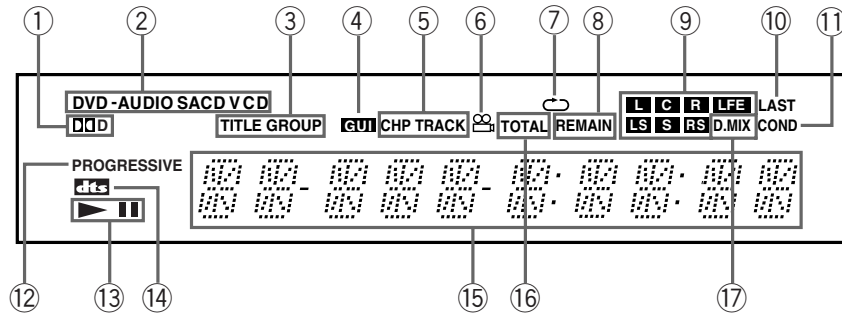 ① ② ③ ④ ⑤ ⑥ ⑦ ⑧ ⑨ ⑩ ⑪
DVD-AUDIO SACD VCD L C R LFE LAST
D TITLE GROUP GUI CHP TRACK TOTAL REMAIN LS S RS D.MIX COND
PROGRESSIVE
dts
⑫ ⑬ ⑭ ⑮ ⑯ ⑰